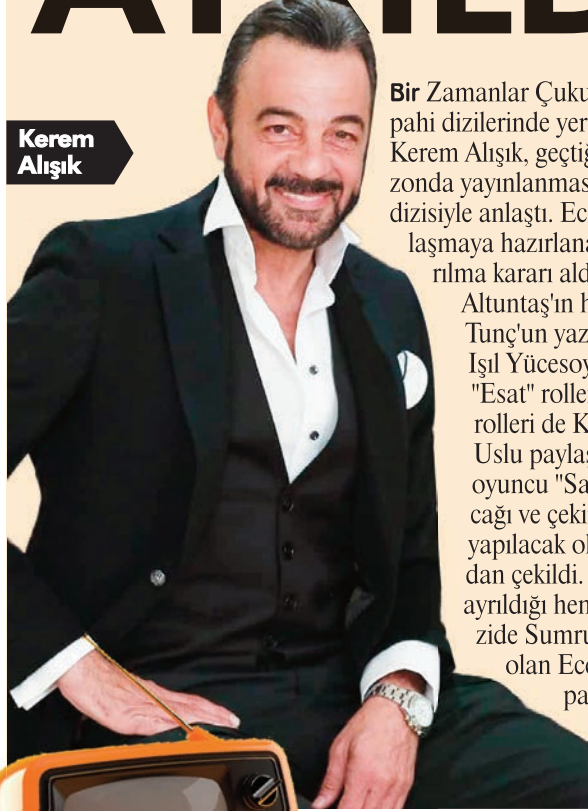 Kerem
Alışık
Bir Zamanlar Çuku
pahi dizilerinde yer
Kerem Alışık, geçtiğ
zonda yayınlanmas
dizisiyle anlaştı. Ec
laşmaya hazırlana
rılma kararı ald
Altuntaş'ın h
Tunç'un yaz
Işıl Yücesoy
"Esat" rolle
rolleri de K
Uslu paylaş
oyuncu "Sa
cağı ve çeki
yapılacak ol
dan çekildi.
ayrıldığı hen
zide Sumru
olan Ece
pa